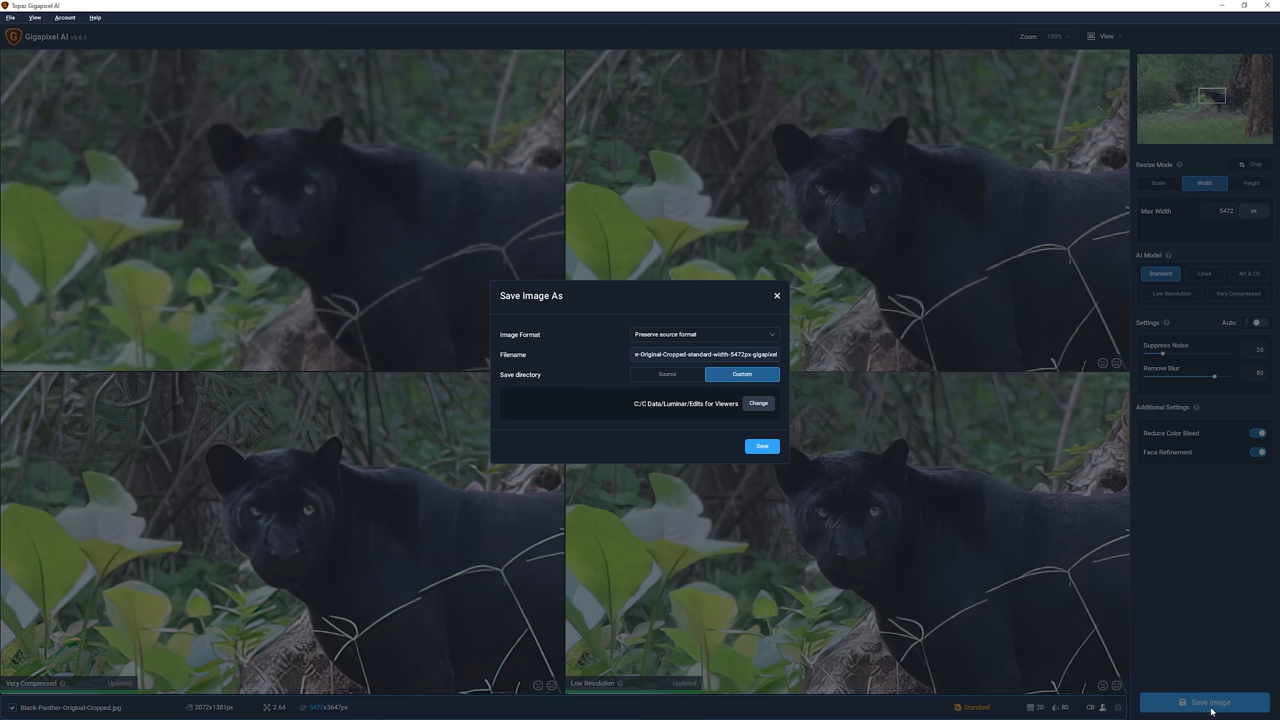 Topaz Gigapixel AI
File View Account Help
Gigapixel AI v5.6.1
Zoom 100% View
Resize Mode Crop
Scale Width Height
Max Width 5472 px
AI Model
Standard Lines Art & CG
Low Resolution Very Compressed
Settings Auto
Suppress Noise 20
Remove Blur 80
Additional Settings
Reduce Color Bleed
Face Refinement
Save Image As
Image Format Preserve source format
Filename r-Original-Cropped-standard-width-5472px-gigapixel
Save directory Source Custom
C:/C Data/Luminar/Edits for Viewers Change
Save
Very Compressed Updated
Low Resolution Updated
Black-Panther-Original-Cropped.jpg 2072x1381px 2.64 5472x3647px Standard 20 80 CB
Save Image